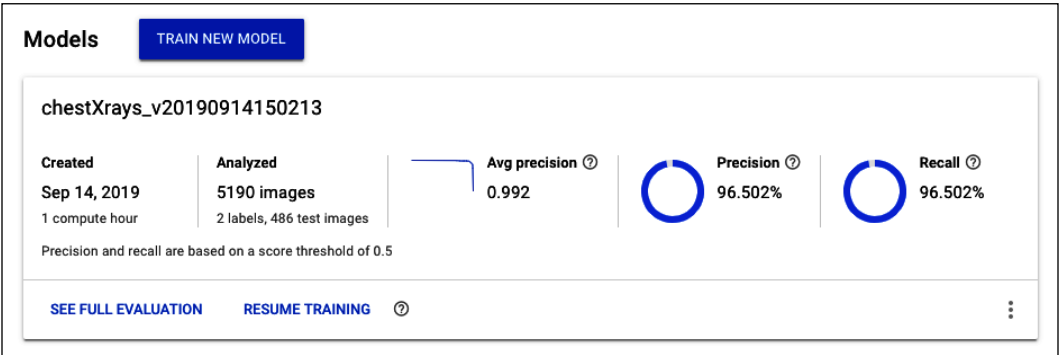 Models
TRAIN NEW MODEL
chestXrays_v20190914150213
Created
Sep 14, 2019
1 compute hour
Analyzed
5190 images
2 labels, 486 test images
Avg precision ?
0.992
Precision ?
96.502%
Recall ?
96.502%
Precision and recall are based on a score threshold of 0.5
SEE FULL EVALUATION
RESUME TRAINING ?